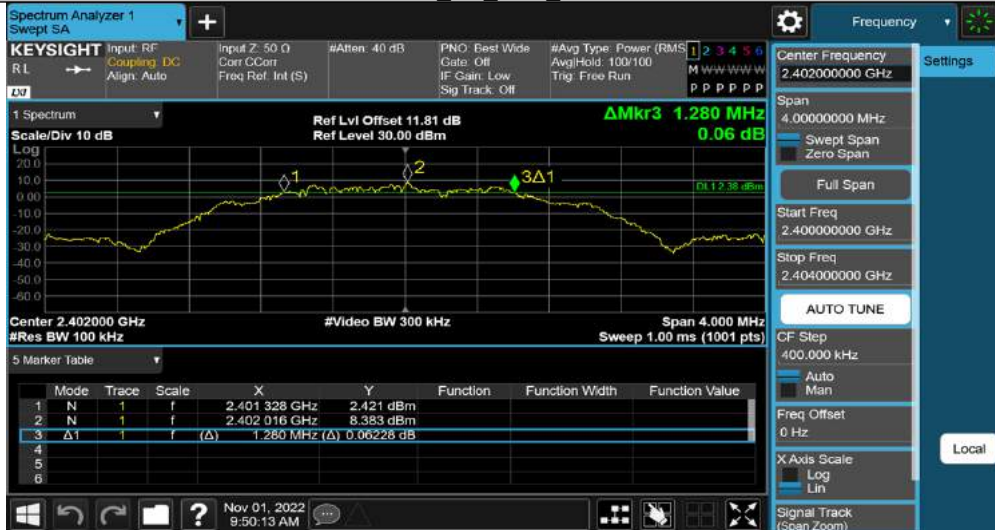 Spectrum Analyzer 1
Swept SA
Frequency
KEYSIGHT Input: RF Input Z: 50 Ω #Atten: 40 dB PNO: Best Wide #Avg Type: Power (RMS 1 2 3 4 5 6
RL Coupling: DC Corr CCorr Gate: Off Avg|Hold: 100/100 M W W W W W
Align: Auto Freq Ref: Int (S) IF Gain: Low Trig: Free Run
Sig Track: Off P P P P P P
LXI
1 Spectrum
Ref Lvl Offset 11.81 dB ΔMkr3 1.280 MHz
Scale/Div 10 dB Ref Level 30.00 dBm 0.06 dB
Log
20.0
10.0
0.00
-10.0
-20.0
-30.0
-40.0
-50.0
-60.0
1
2
3Δ1
DL1 2.38 dBm
Center 2.402000 GHz #Video BW 300 kHz Span 4.000 MHz
#Res BW 100 kHz Sweep 1.00 ms (1001 pts)
5 Marker Table
Mode Trace Scale X Y Function Function Width Function Value
1 N 1 f 2.401 328 GHz 2.421 dBm
2 N 1 f 2.402 016 GHz 8.383 dBm
3 Δ1 1 f (Δ) 1.280 MHz (Δ) 0.06228 dB
4
5
6
?
Nov 01, 2022
9:50:13 AM
Center Frequency
2.402000000 GHz
Settings
Span
4.00000000 MHz
Swept Span
Zero Span
Full Span
Start Freq
2.400000000 GHz
Stop Freq
2.404000000 GHz
AUTO TUNE
CF Step
400.000 kHz
Auto
Man
Freq Offset
0 Hz
Local
X Axis Scale
Log
Lin
Signal Track
(Span Zoom)